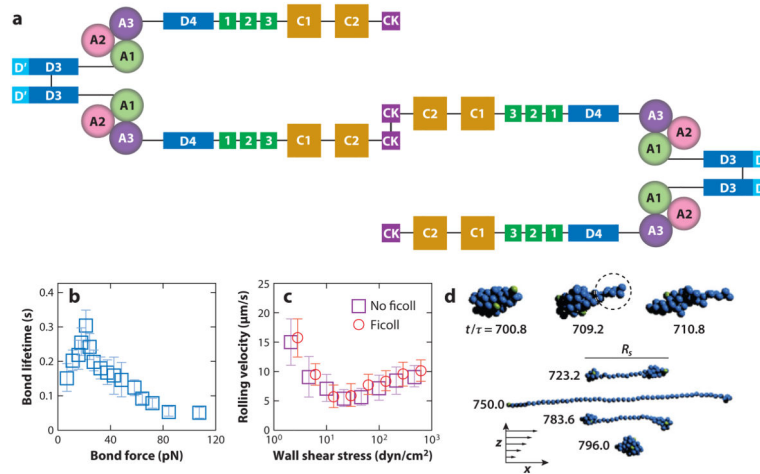 a
A3 D4 1 2 3 C1 C2 CK
A2 A1
D' D3
D' D3
A1
A2 A3 D4 1 2 3 C1 C2 CK
CK C2 C1 3 2 1 D4 A3
A2
A1
D3
D3
A1
A2
CK C2 C1 3 2 1 D4 A3
b
Bond lifetime (s)
0.4
0.3
0.2
0.1
0
0 40 80 120
Bond force (pN)
c
Rolling velocity (μm/s)
25
20
15
10
5
0
No ficoll
Ficoll
10⁰ 10¹ 10² 10³
Wall shear stress (dyn/cm²)
d
t/τ = 700.8 709.2 710.8
Rs
723.2
750.0
783.6
796.0
z
x